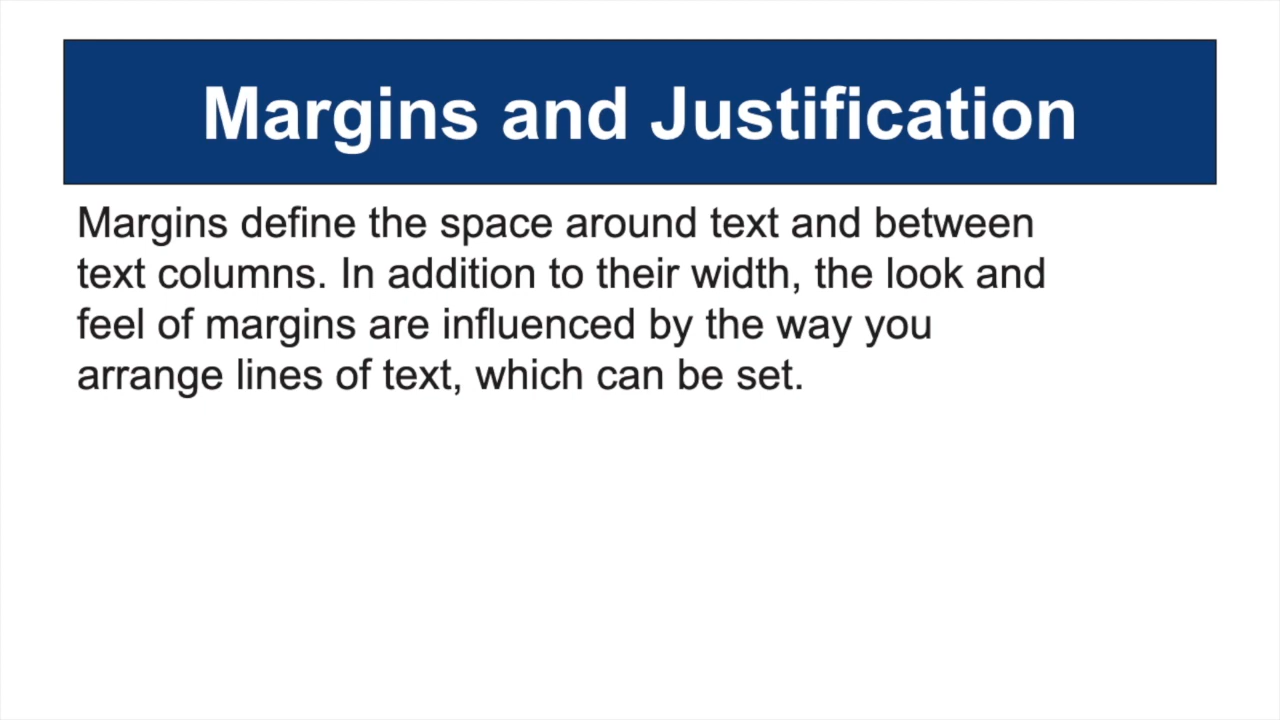 Margins and Justification
Margins define the space around text and between
text columns. In addition to their width, the look and
feel of margins are influenced by the way you
arrange lines of text, which can be set.